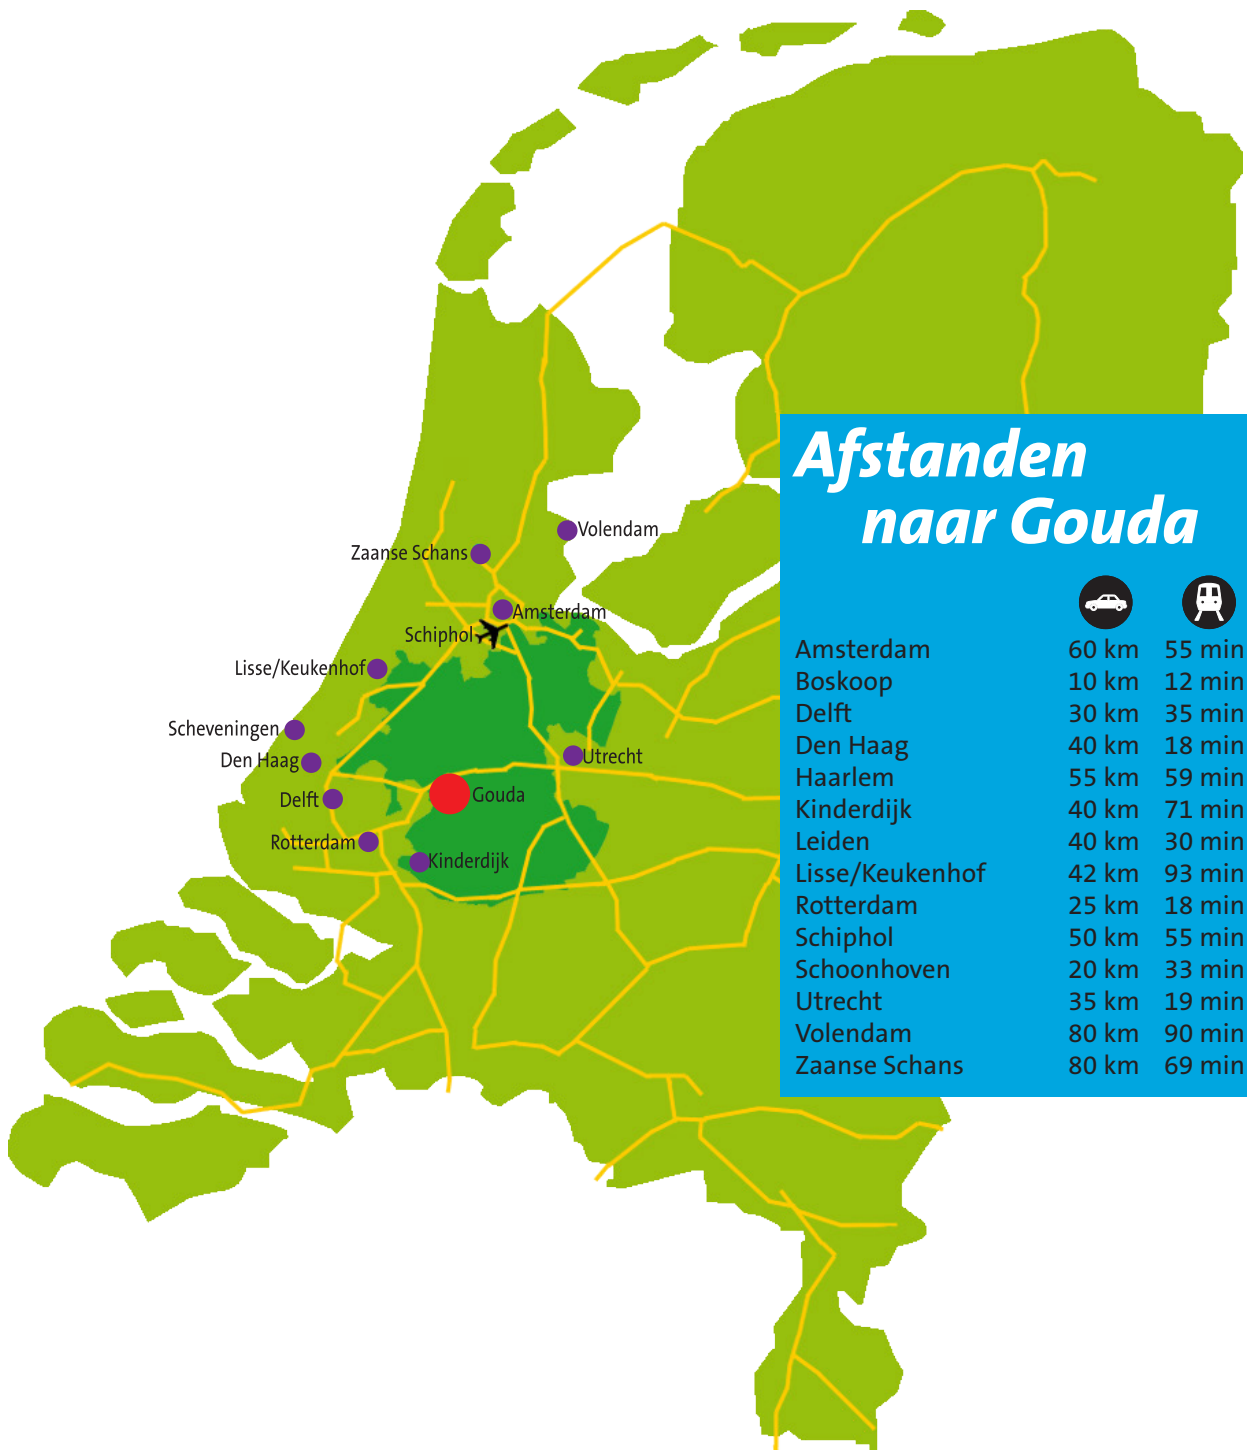 Volendam
Zaanse Schans
Amsterdam
Schiphol
Lisse/Keukenhof
Scheveningen
Den Haag
Utrecht
Delft
Gouda
Rotterdam
Kinderdijk
Afstanden
naar Gouda
Amsterdam 60 km 55 min
Boskoop 10 km 12 min
Delft 30 km 35 min
Den Haag 40 km 18 min
Haarlem 55 km 59 min
Kinderdijk 40 km 71 min
Leiden 40 km 30 min
Lisse/Keukenhof 42 km 93 min
Rotterdam 25 km 18 min
Schiphol 50 km 55 min
Schoonhoven 20 km 33 min
Utrecht 35 km 19 min
Volendam 80 km 90 min
Zaanse Schans 80 km 69 min